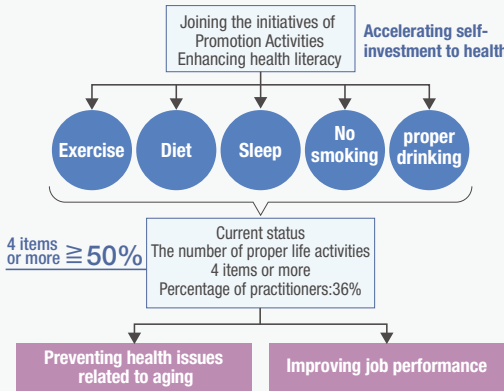 Joining the initiatives of
Promotion Activities
Enhancing health literacy
Accelerating self-
investment to health
Exercise
Diet
Sleep
No
smoking
proper
drinking
4 items
or more ≧50%
Current status
The number of proper life activities
4 items or more
Percentage of practitioners:36%
Preventing health issues
related to aging
Improving job performance